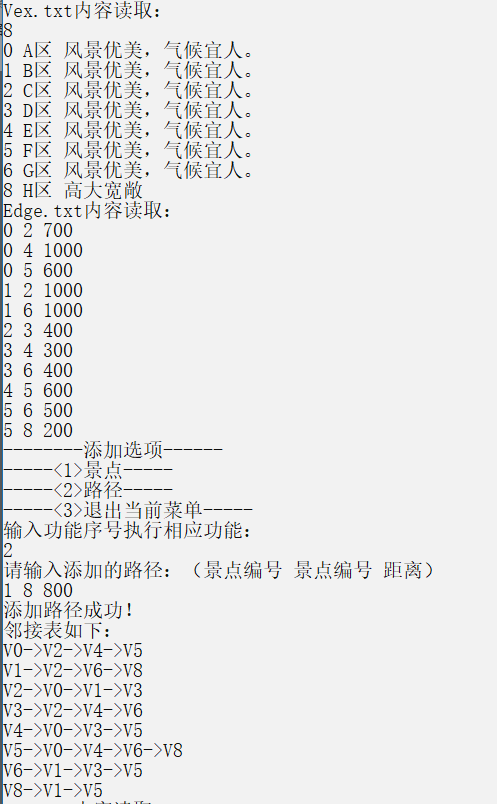 Vex.txt内容读取:
8
0 A区 风景优美，气候宜人。
1 B区 风景优美，气候宜人。
2 C区 风景优美，气候宜人。
3 D区 风景优美，气候宜人。
4 E区 风景优美，气候宜人。
5 F区 风景优美，气候宜人。
6 G区 风景优美，气候宜人。
8 H区 高大宽敞
Edge.txt内容读取:
0 2 700
0 4 1000
0 5 600
1 2 1000
1 6 1000
2 3 400
3 4 300
3 6 400
4 5 600
5 6 500
5 8 200
--------添加选项------
-----<1>景点-----
-----<2>路径-----
-----<3>退出当前菜单-----
输入功能序号执行相应功能:
2
请输入添加的路径：（景点编号 景点编号 距离）
1 8 800
添加路径成功！
邻接表如下：
V0->V2->V4->V5
V1->V2->V6->V8
V2->V0->V1->V3
V3->V2->V4->V6
V4->V0->V3->V5
V5->V0->V4->V6->V8
V6->V1->V3->V5
V8->V1->V5